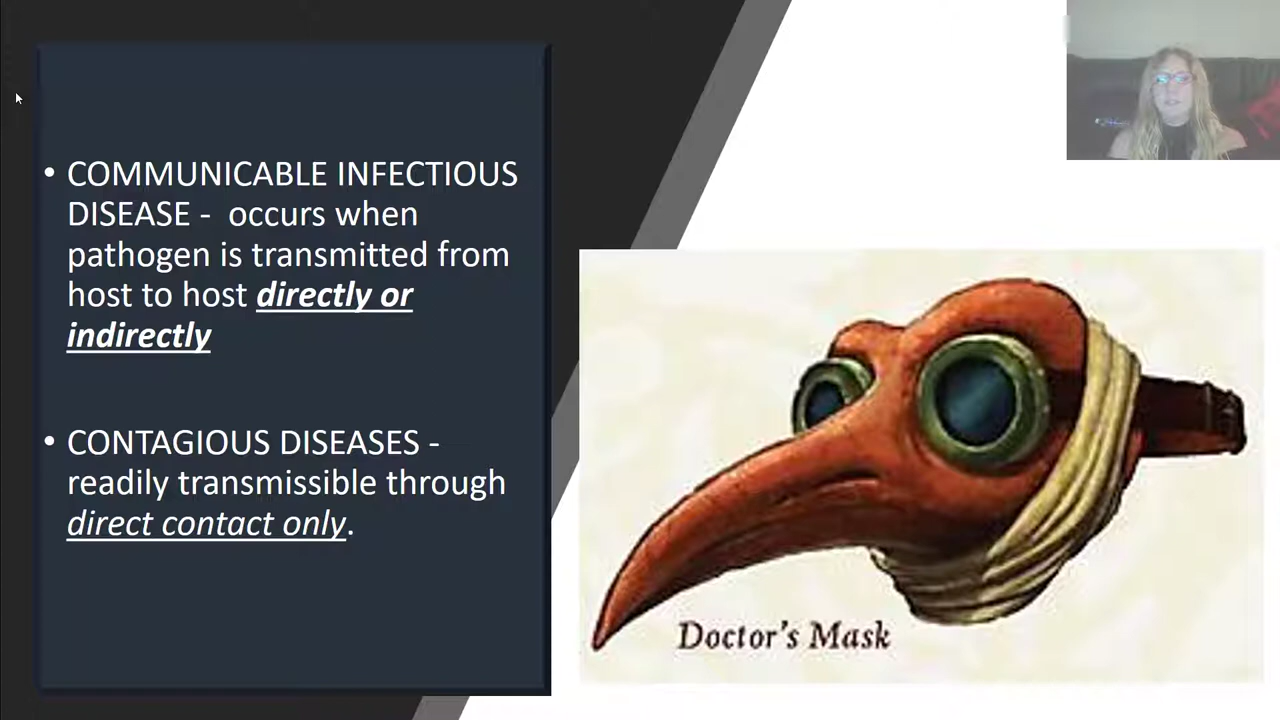 • COMMUNICABLE INFECTIOUS
DISEASE -  occurs when
pathogen is transmitted from
host to host directly or
indirectly
• CONTAGIOUS DISEASES -
readily transmissible through
direct contact only.
Doctor's Mask